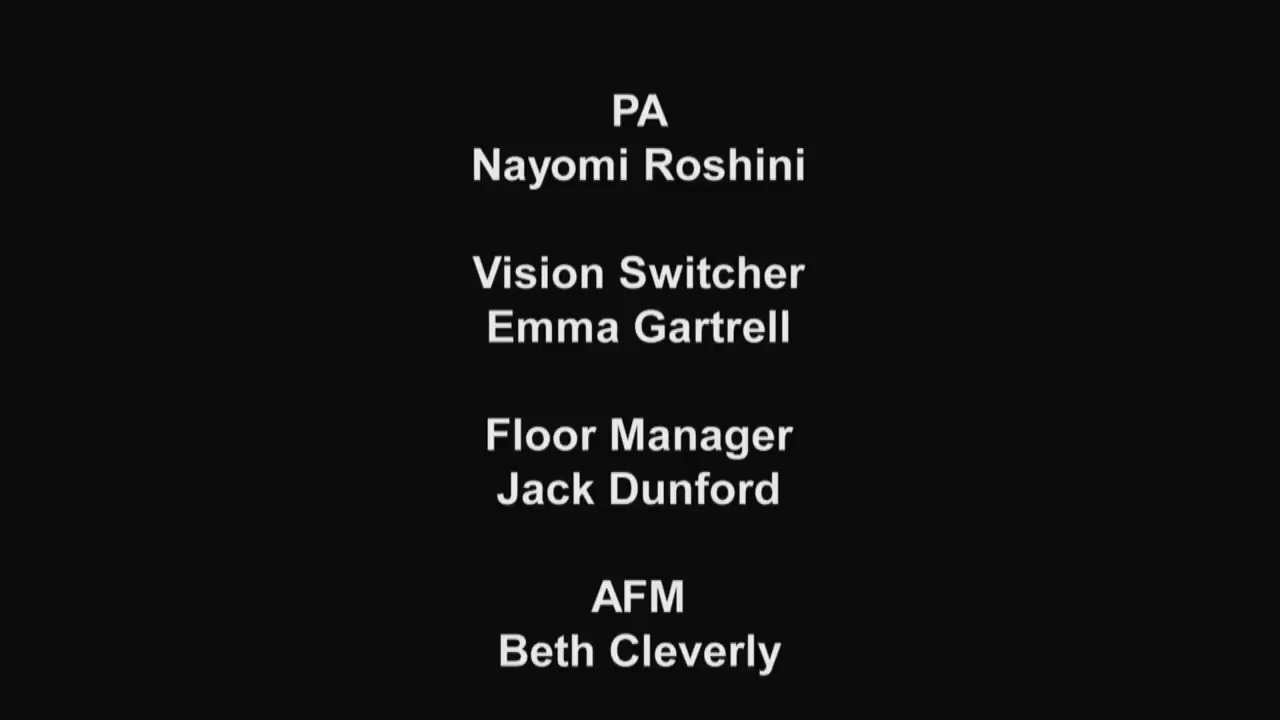 PA
Nayomi Roshini
Vision Switcher
Emma Gartrell
Floor Manager
Jack Dunford
AFM
Beth Cleverly